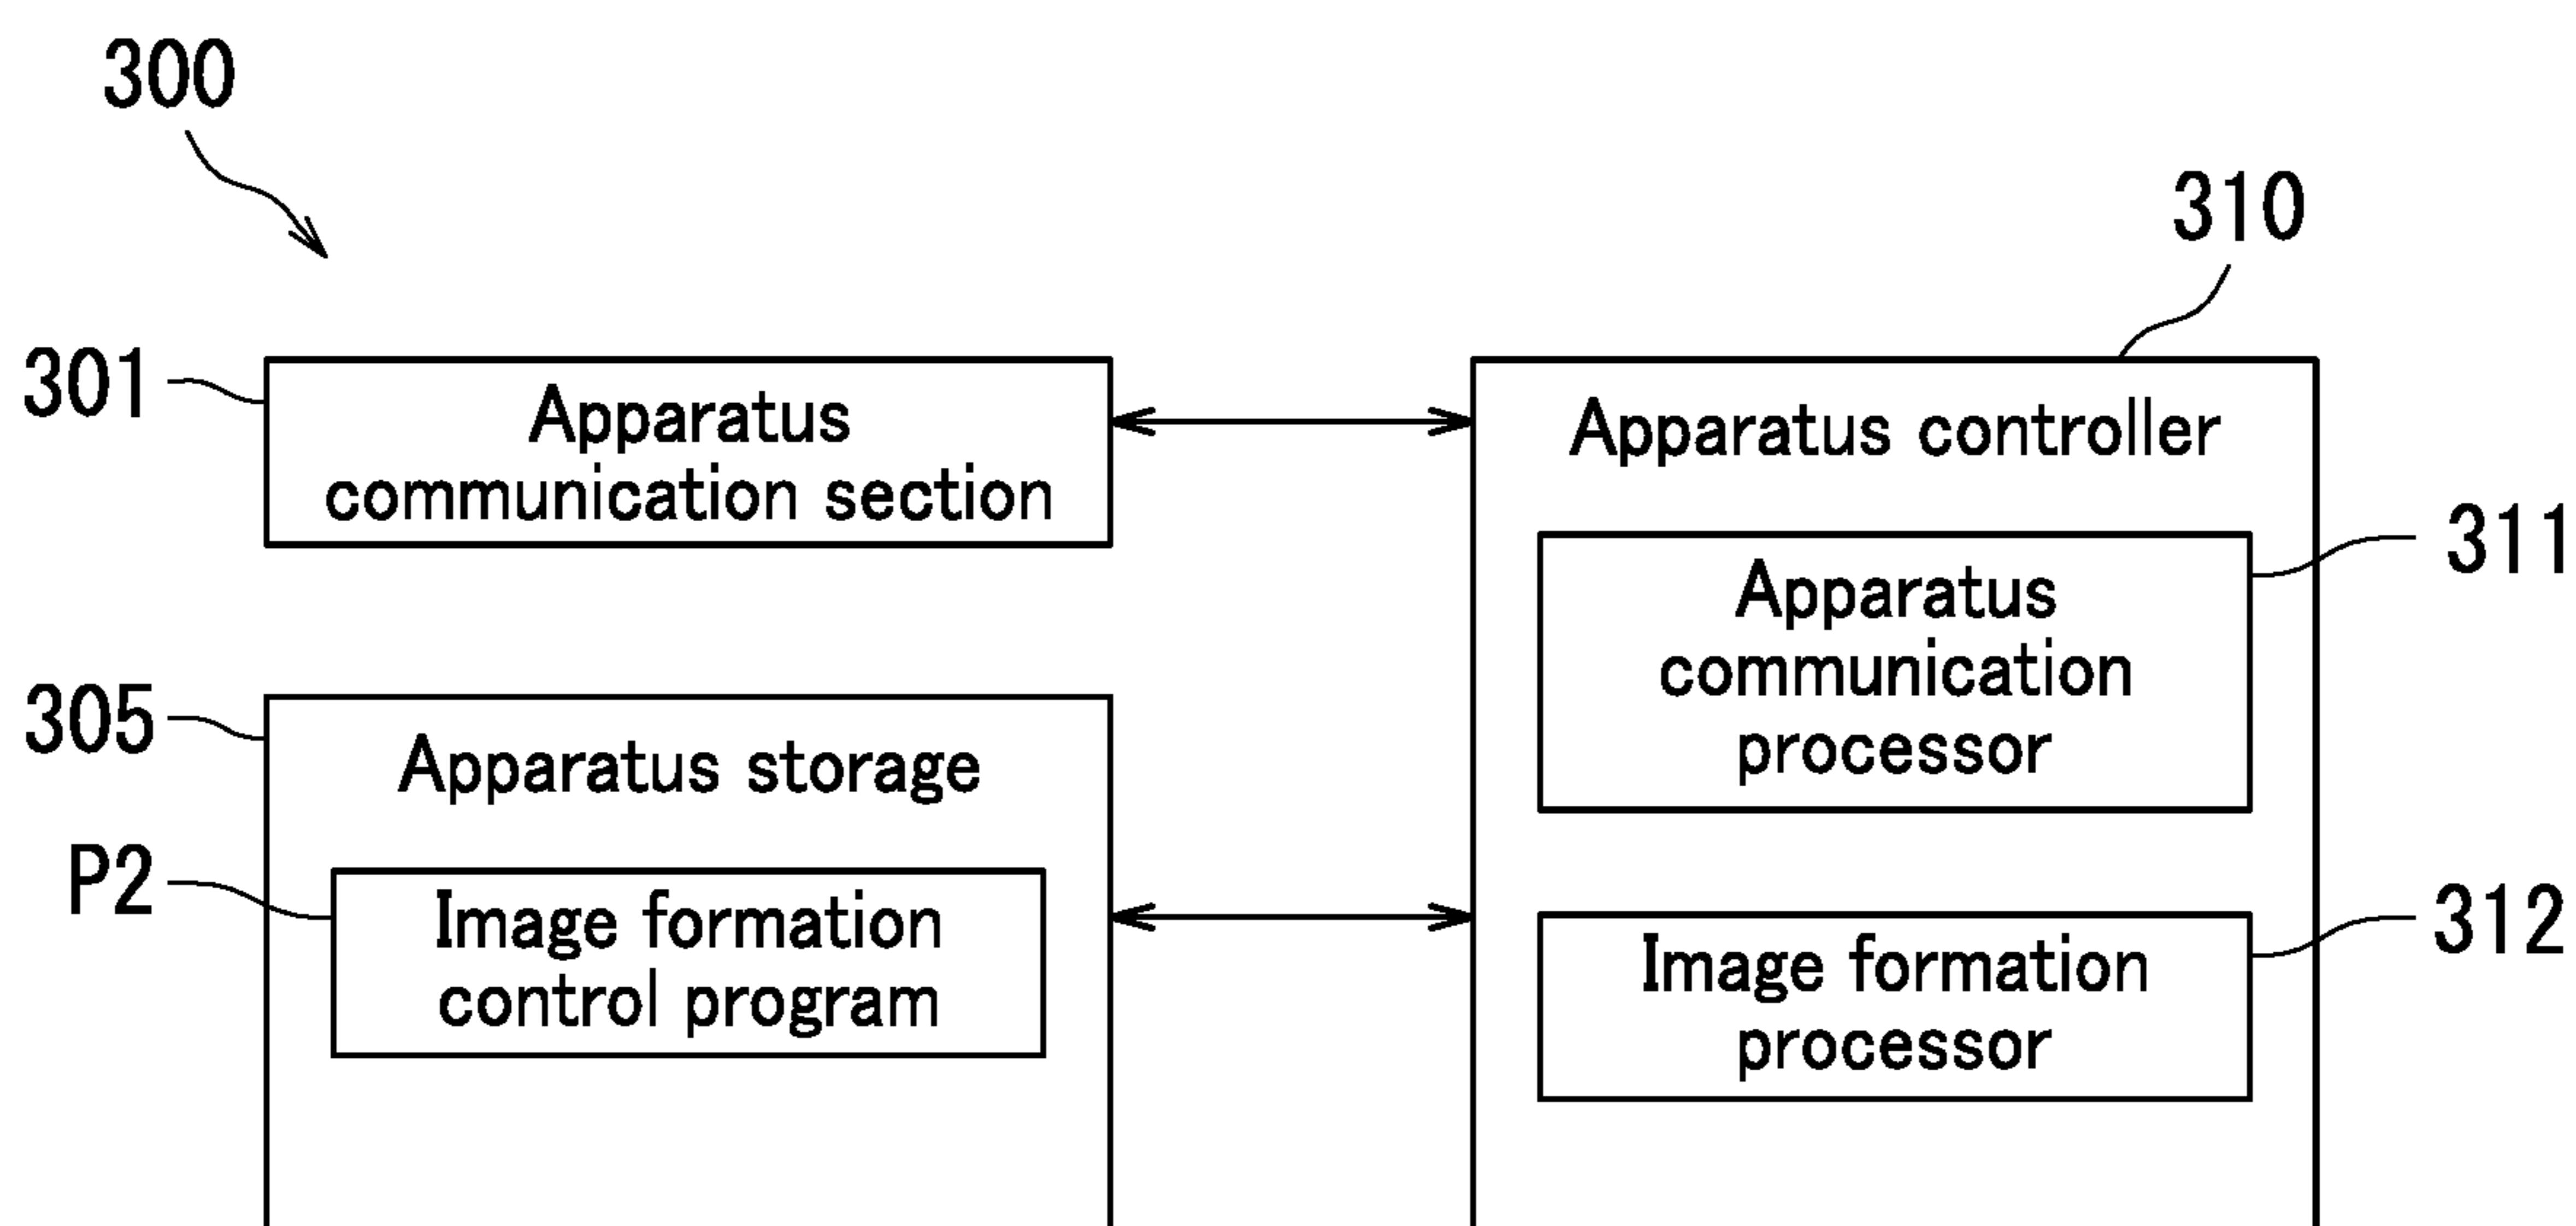 300
310
301
Apparatus
communication section
Apparatus controller
311
Apparatus
communication
processor
305
Apparatus storage
P2
Image formation
control program
312
Image formation
processor